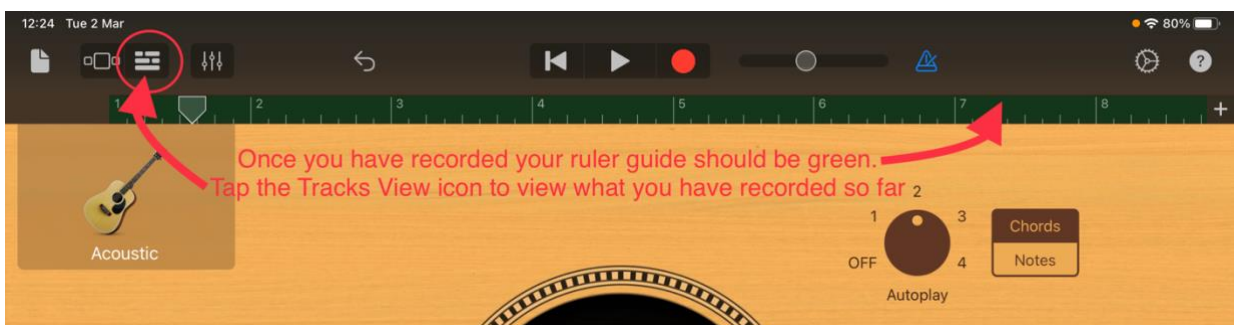 12:24 Tue 2 Mar
80%
?
1 2 3 4 5 6 7 8 +
Once you have recorded your ruler guide should be green.
Tap the Tracks View icon to view what you have recorded so far
2
1 3
OFF 4
Autoplay
Chords
Notes
Acoustic